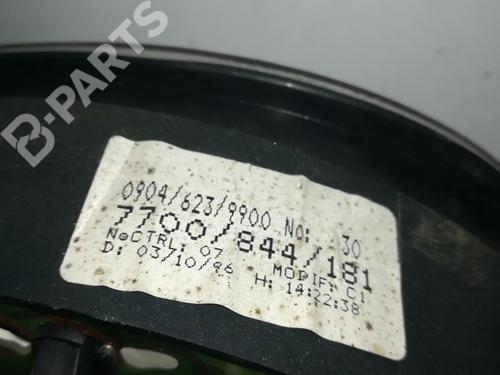 B-PARTS
0904/623/9900 No: 30
7700/844/181
NoCTRL: 07 MODIF: C1
D: 03/10/96 H: 14:22:38